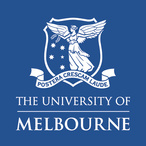 POSTERA CRESCAM LAUDE
THE UNIVERSITY OF
MELBOURNE